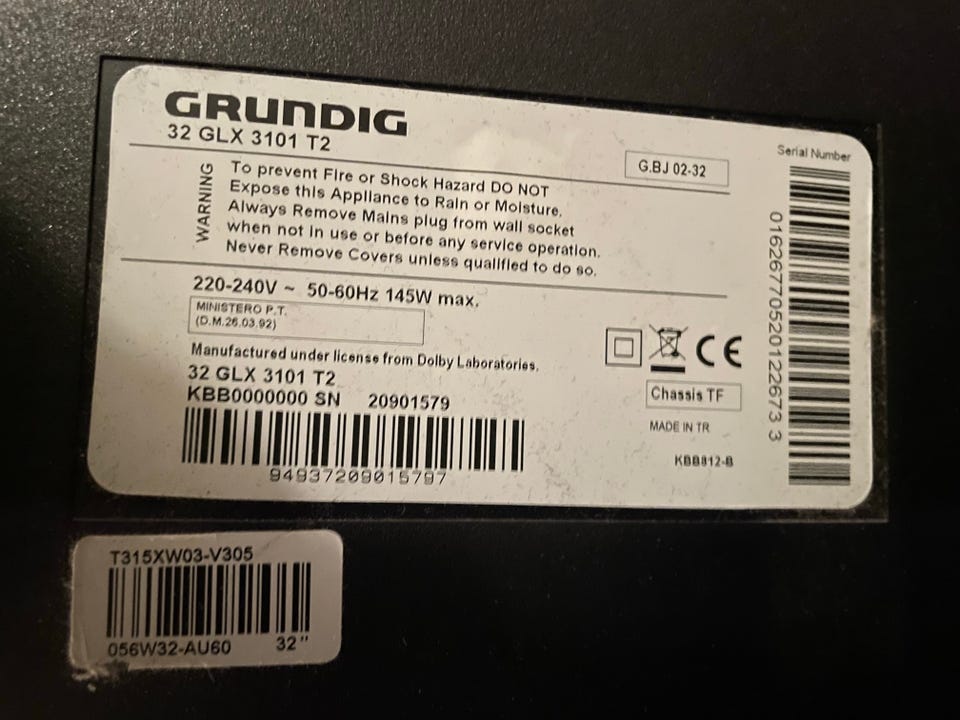 GRUNDIG
32 GLX 3101 T2
G.BJ 02-32
Serial Number
WARNING
To prevent Fire or Shock Hazard DO NOT
Expose this Appliance to Rain or Moisture.
Always Remove Mains plug from wall socket
when not in use or before any service operation.
Never Remove Covers unless qualified to do so.
0162677052012267​3 3
220-240V ~ 50-60Hz 145W max.
MINISTERO P.T.
(D.M.26.03.92)
Manufactured under license from Dolby Laboratories.
32 GLX 3101 T2
KBB0000000 SN 20901579
94937209015797
CE
Chassis TF
MADE IN TR
KBB812-B
T315XW03-V305
056W32-AU60 32"